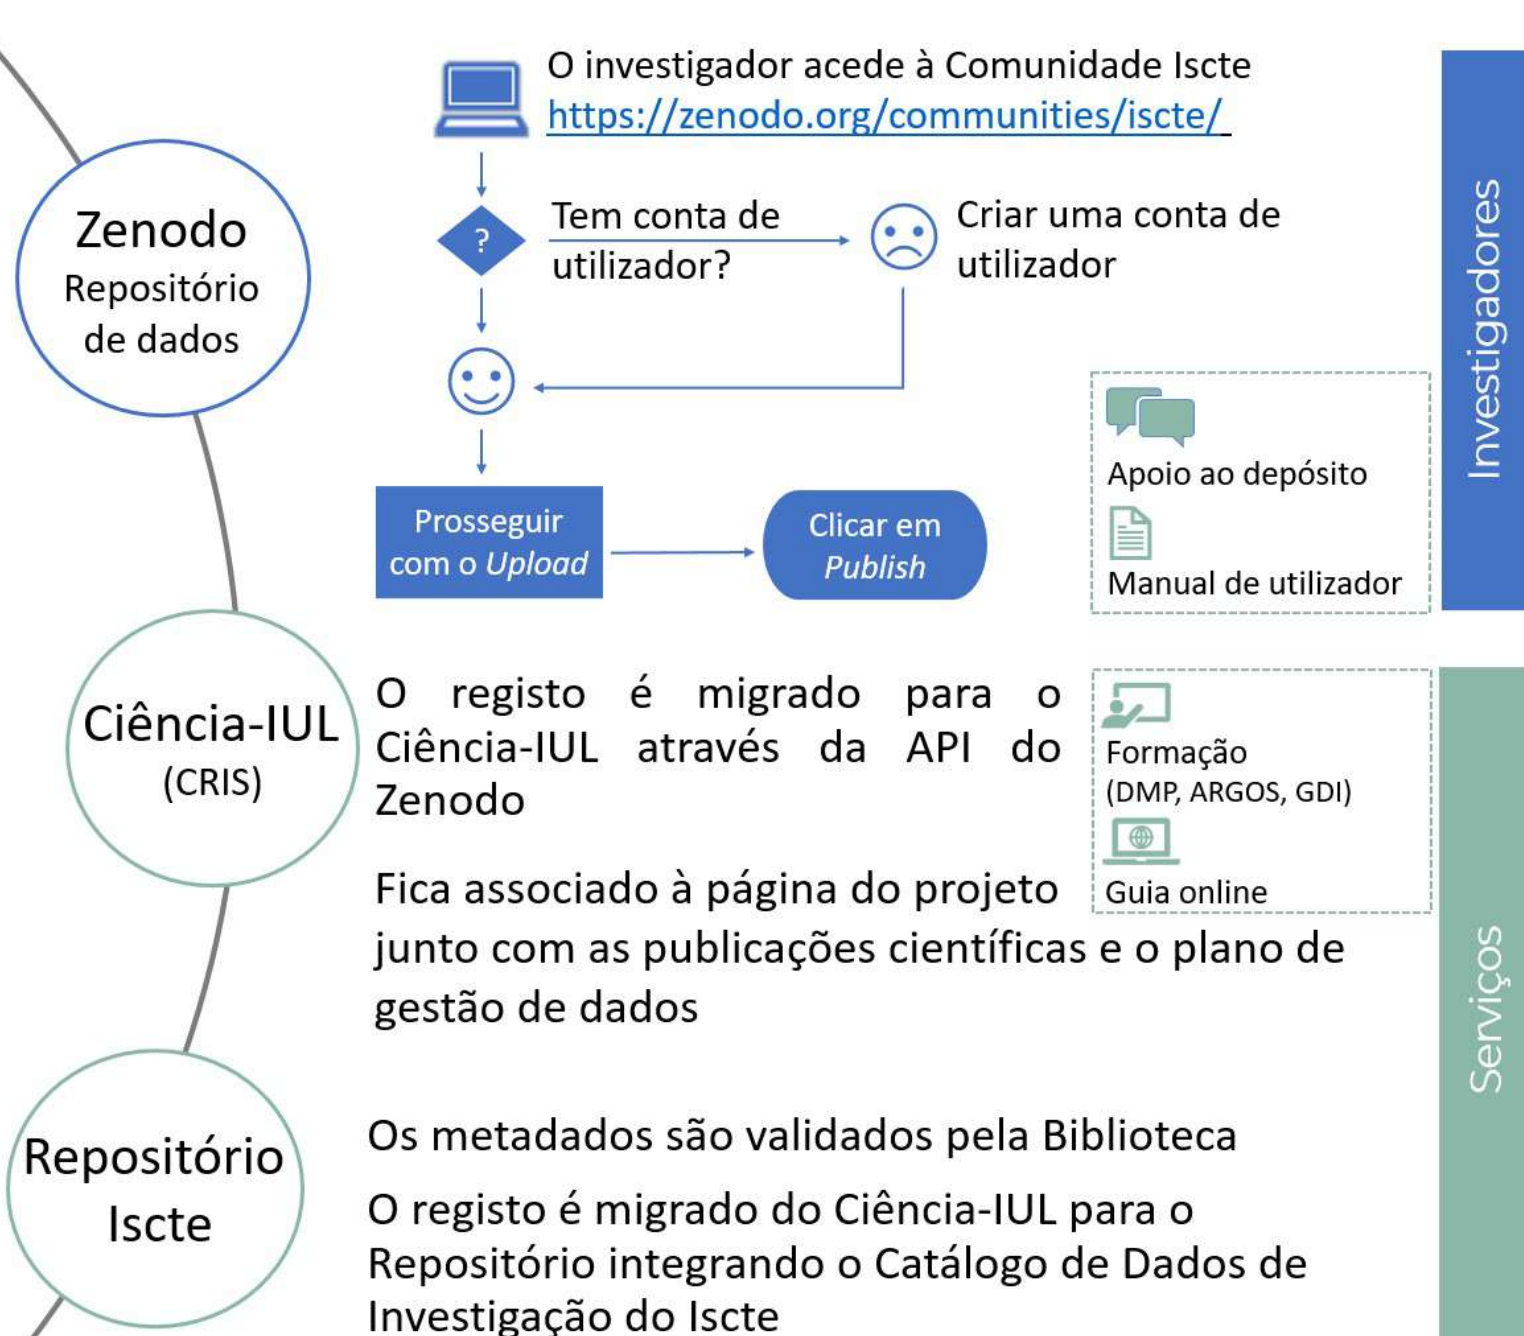 O investigador acede à Comunidade Iscte
https://zenodo.org/communities/iscte/
Zenodo
Repositório
de dados
?
Tem conta de
utilizador?
Criar uma conta de
utilizador
Prosseguir
com o Upload
Clicar em
Publish
Apoio ao depósito
Manual de utilizador
Investigadores
Ciência-IUL
(CRIS)
O registo é migrado para o
Ciência-IUL através da API do
Zenodo
Fica associado à página do projeto
junto com as publicações científicas e o plano de
gestão de dados
Formação
(DMP, ARGOS, GDI)
Guia online
Serviços
Repositório
Iscte
Os metadados são validados pela Biblioteca
O registo é migrado do Ciência-IUL para o
Repositório integrando o Catálogo de Dados de
Investigação do Iscte